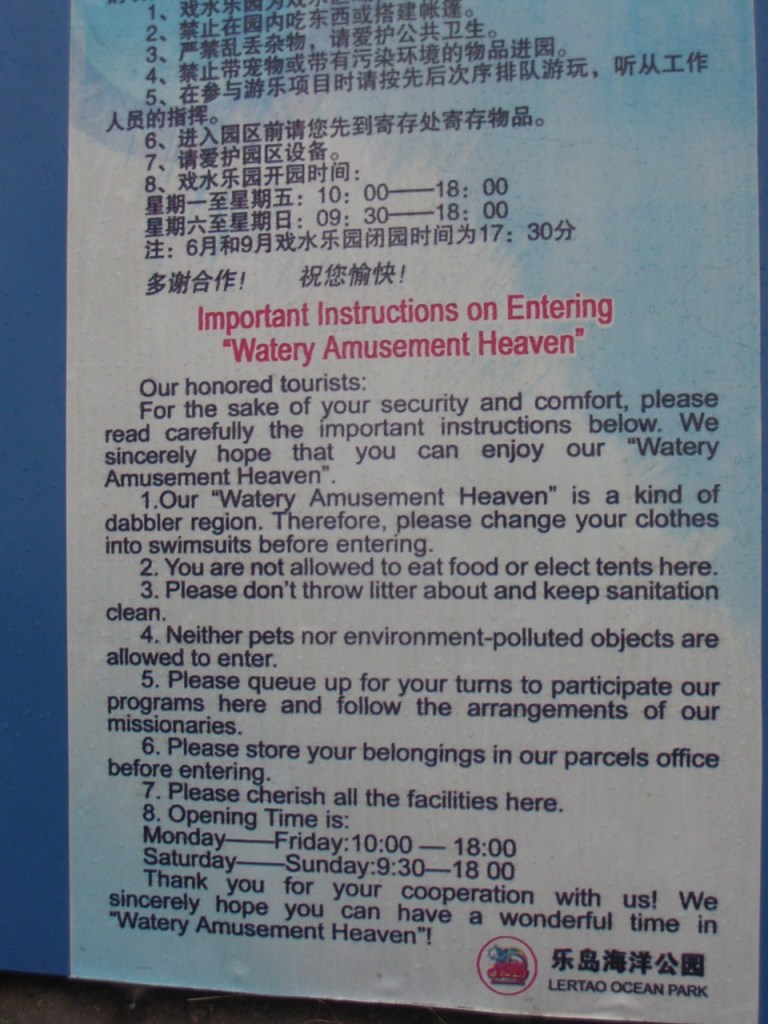 1、戏水乐园为戏水区
2、禁止在园内吃东西或搭建帐篷。
3、严禁乱丢杂物，请爱护公共卫生。
4、禁止带宠物或带有污染环境的物品进园。
5、在参与游乐项目时请按先后次序排队游玩，听从工作
人员的指挥。
6、进入园区前请您先到寄存处寄存物品。
7、请爱护园区设备。
8、戏水乐园开园时间：
星期一至星期五：10：00——18：00
星期六至星期日：09：30——18：00
注：6月和9月戏水乐园闭园时间为17：30分
多谢合作！ 祝您愉快！
Important Instructions on Entering
“Watery Amusement Heaven”
Our honored tourists:
For the sake of your security and comfort, please
read carefully the important instructions below. We
sincerely hope that you can enjoy our “Watery
Amusement Heaven”.
1.Our “Watery Amusement Heaven” is a kind of
dabbler region. Therefore, please change your clothes
into swimsuits before entering.
2. You are not allowed to eat food or elect tents here.
3. Please don’t throw litter about and keep sanitation
clean.
4. Neither pets nor environment-polluted objects are
allowed to enter.
5. Please queue up for your turns to participate our
programs here and follow the arrangements of our
missionaries.
6. Please store your belongings in our parcels office
before entering.
7. Please cherish all the facilities here.
8. Opening Time is:
Monday——Friday:10:00 — 18:00
Saturday——Sunday:9:30—18 00
Thank you for your cooperation with us! We
sincerely hope you can have a wonderful time in
“Watery Amusement Heaven”!
乐岛海洋公园
LERTAO OCEAN PARK